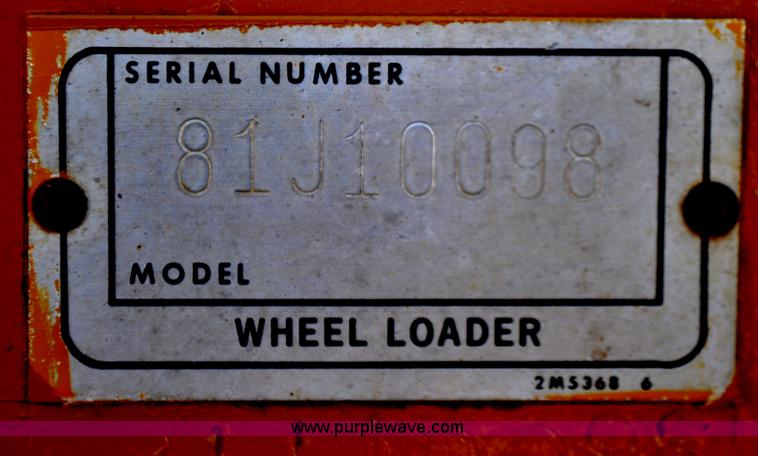 SERIAL NUMBER
81J10098
MODEL
WHEEL LOADER
2M5368 6
www.purplewave.com